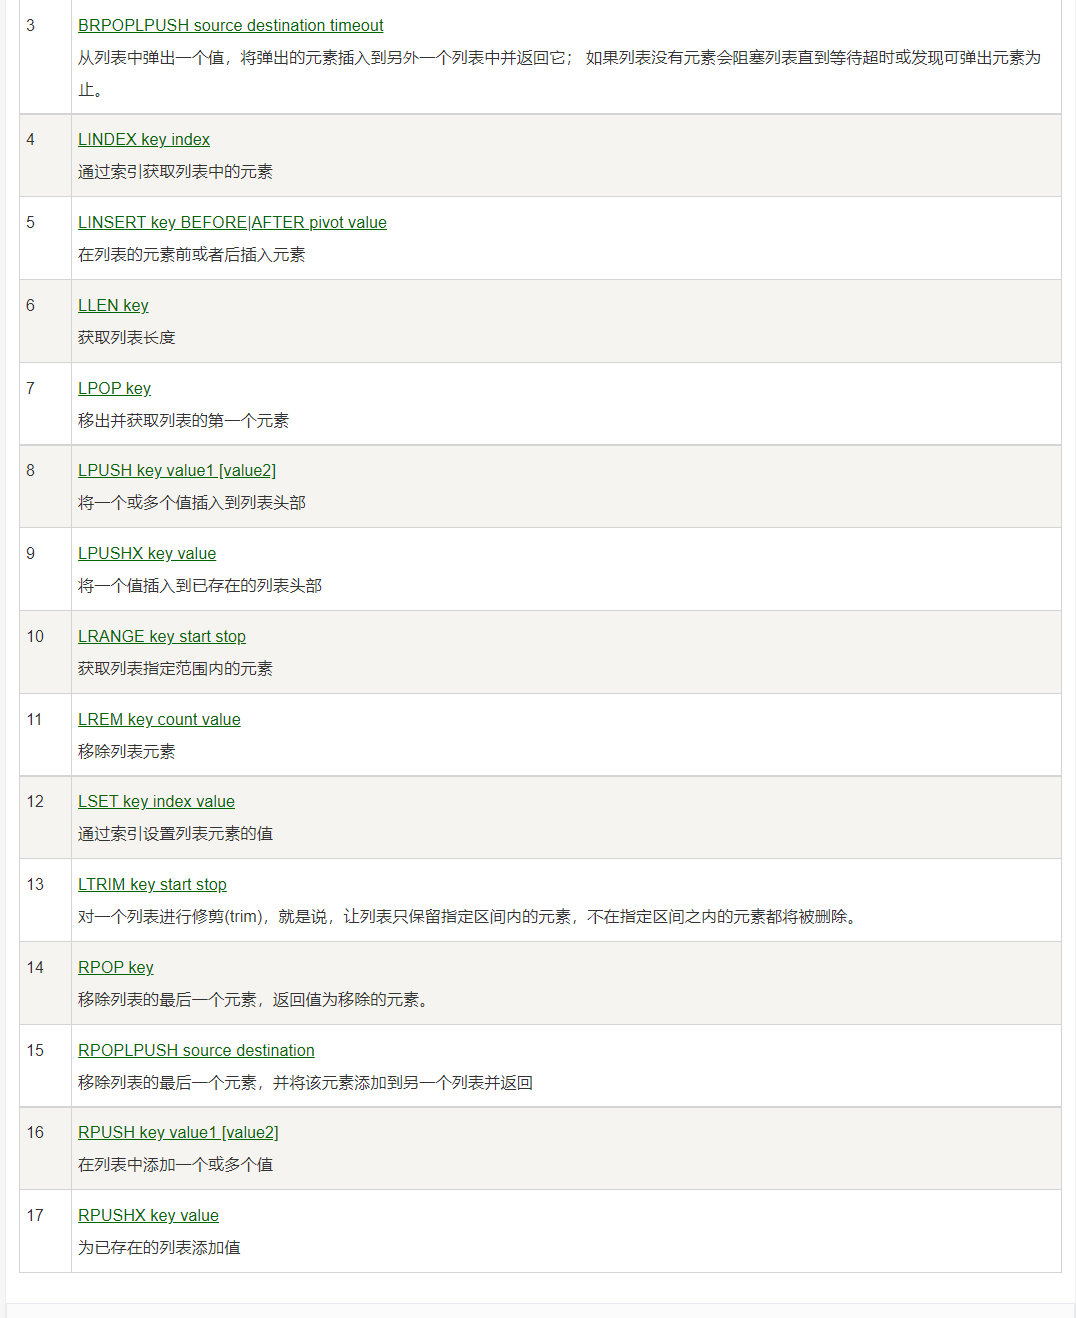 3
BRPOPLPUSH source destination timeout
从列表中弹出一个值，将弹出的元素插入到另外一个列表中并返回它； 如果列表没有元素会阻塞列表直到等待超时或发现可弹出元素为
止。
4
LINDEX key index
通过索引获取列表中的元素
5
LINSERT key BEFORE|AFTER pivot value
在列表的元素前或者后插入元素
6
LLEN key
获取列表长度
7
LPOP key
移出并获取列表的第一个元素
8
LPUSH key value1 [value2]
将一个或多个值插入到列表头部
9
LPUSHX key value
将一个值插入到已存在的列表头部
10
LRANGE key start stop
获取列表指定范围内的元素
11
LREM key count value
移除列表元素
12
LSET key index value
通过索引设置列表元素的值
13
LTRIM key start stop
对一个列表进行修剪(trim)，就是说，让列表只保留指定区间内的元素，不在指定区间之内的元素都将被删除。
14
RPOP key
移除列表的最后一个元素，返回值为移除的元素。
15
RPOPLPUSH source destination
移除列表的最后一个元素，并将该元素添加到另一个列表并返回
16
RPUSH key value1 [value2]
在列表中添加一个或多个值
17
RPUSHX key value
为已存在的列表添加值